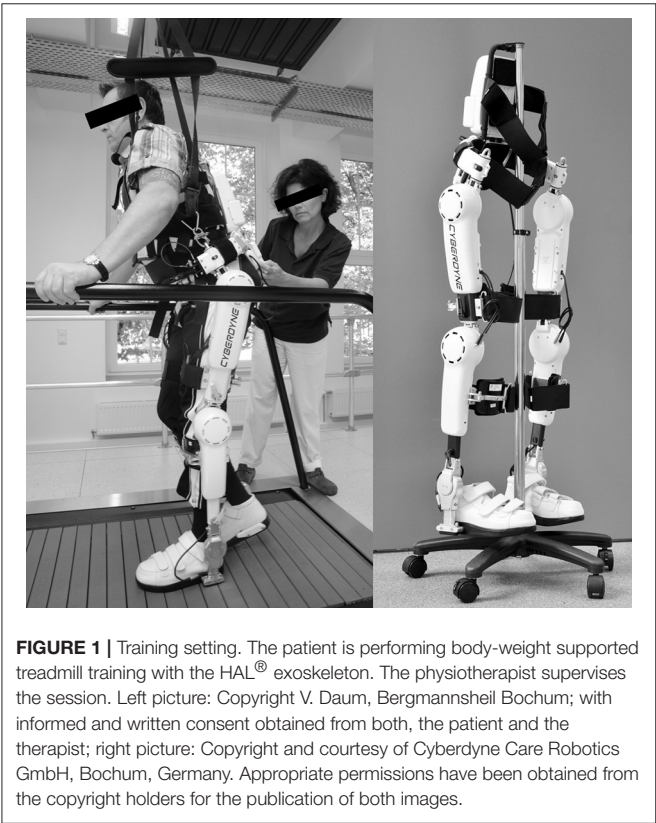 CYBERDYNE
CYBERDYNE
FIGURE 1 | Training setting. The patient is performing body-weight supported
treadmill training with the HAL® exoskeleton. The physiotherapist supervises
the session. Left picture: Copyright V. Daum, Bergmannsheil Bochum; with
informed and written consent obtained from both, the patient and the
therapist; right picture: Copyright and courtesy of Cyberdyne Care Robotics
GmbH, Bochum, Germany. Appropriate permissions have been obtained from
the copyright holders for the publication of both images.